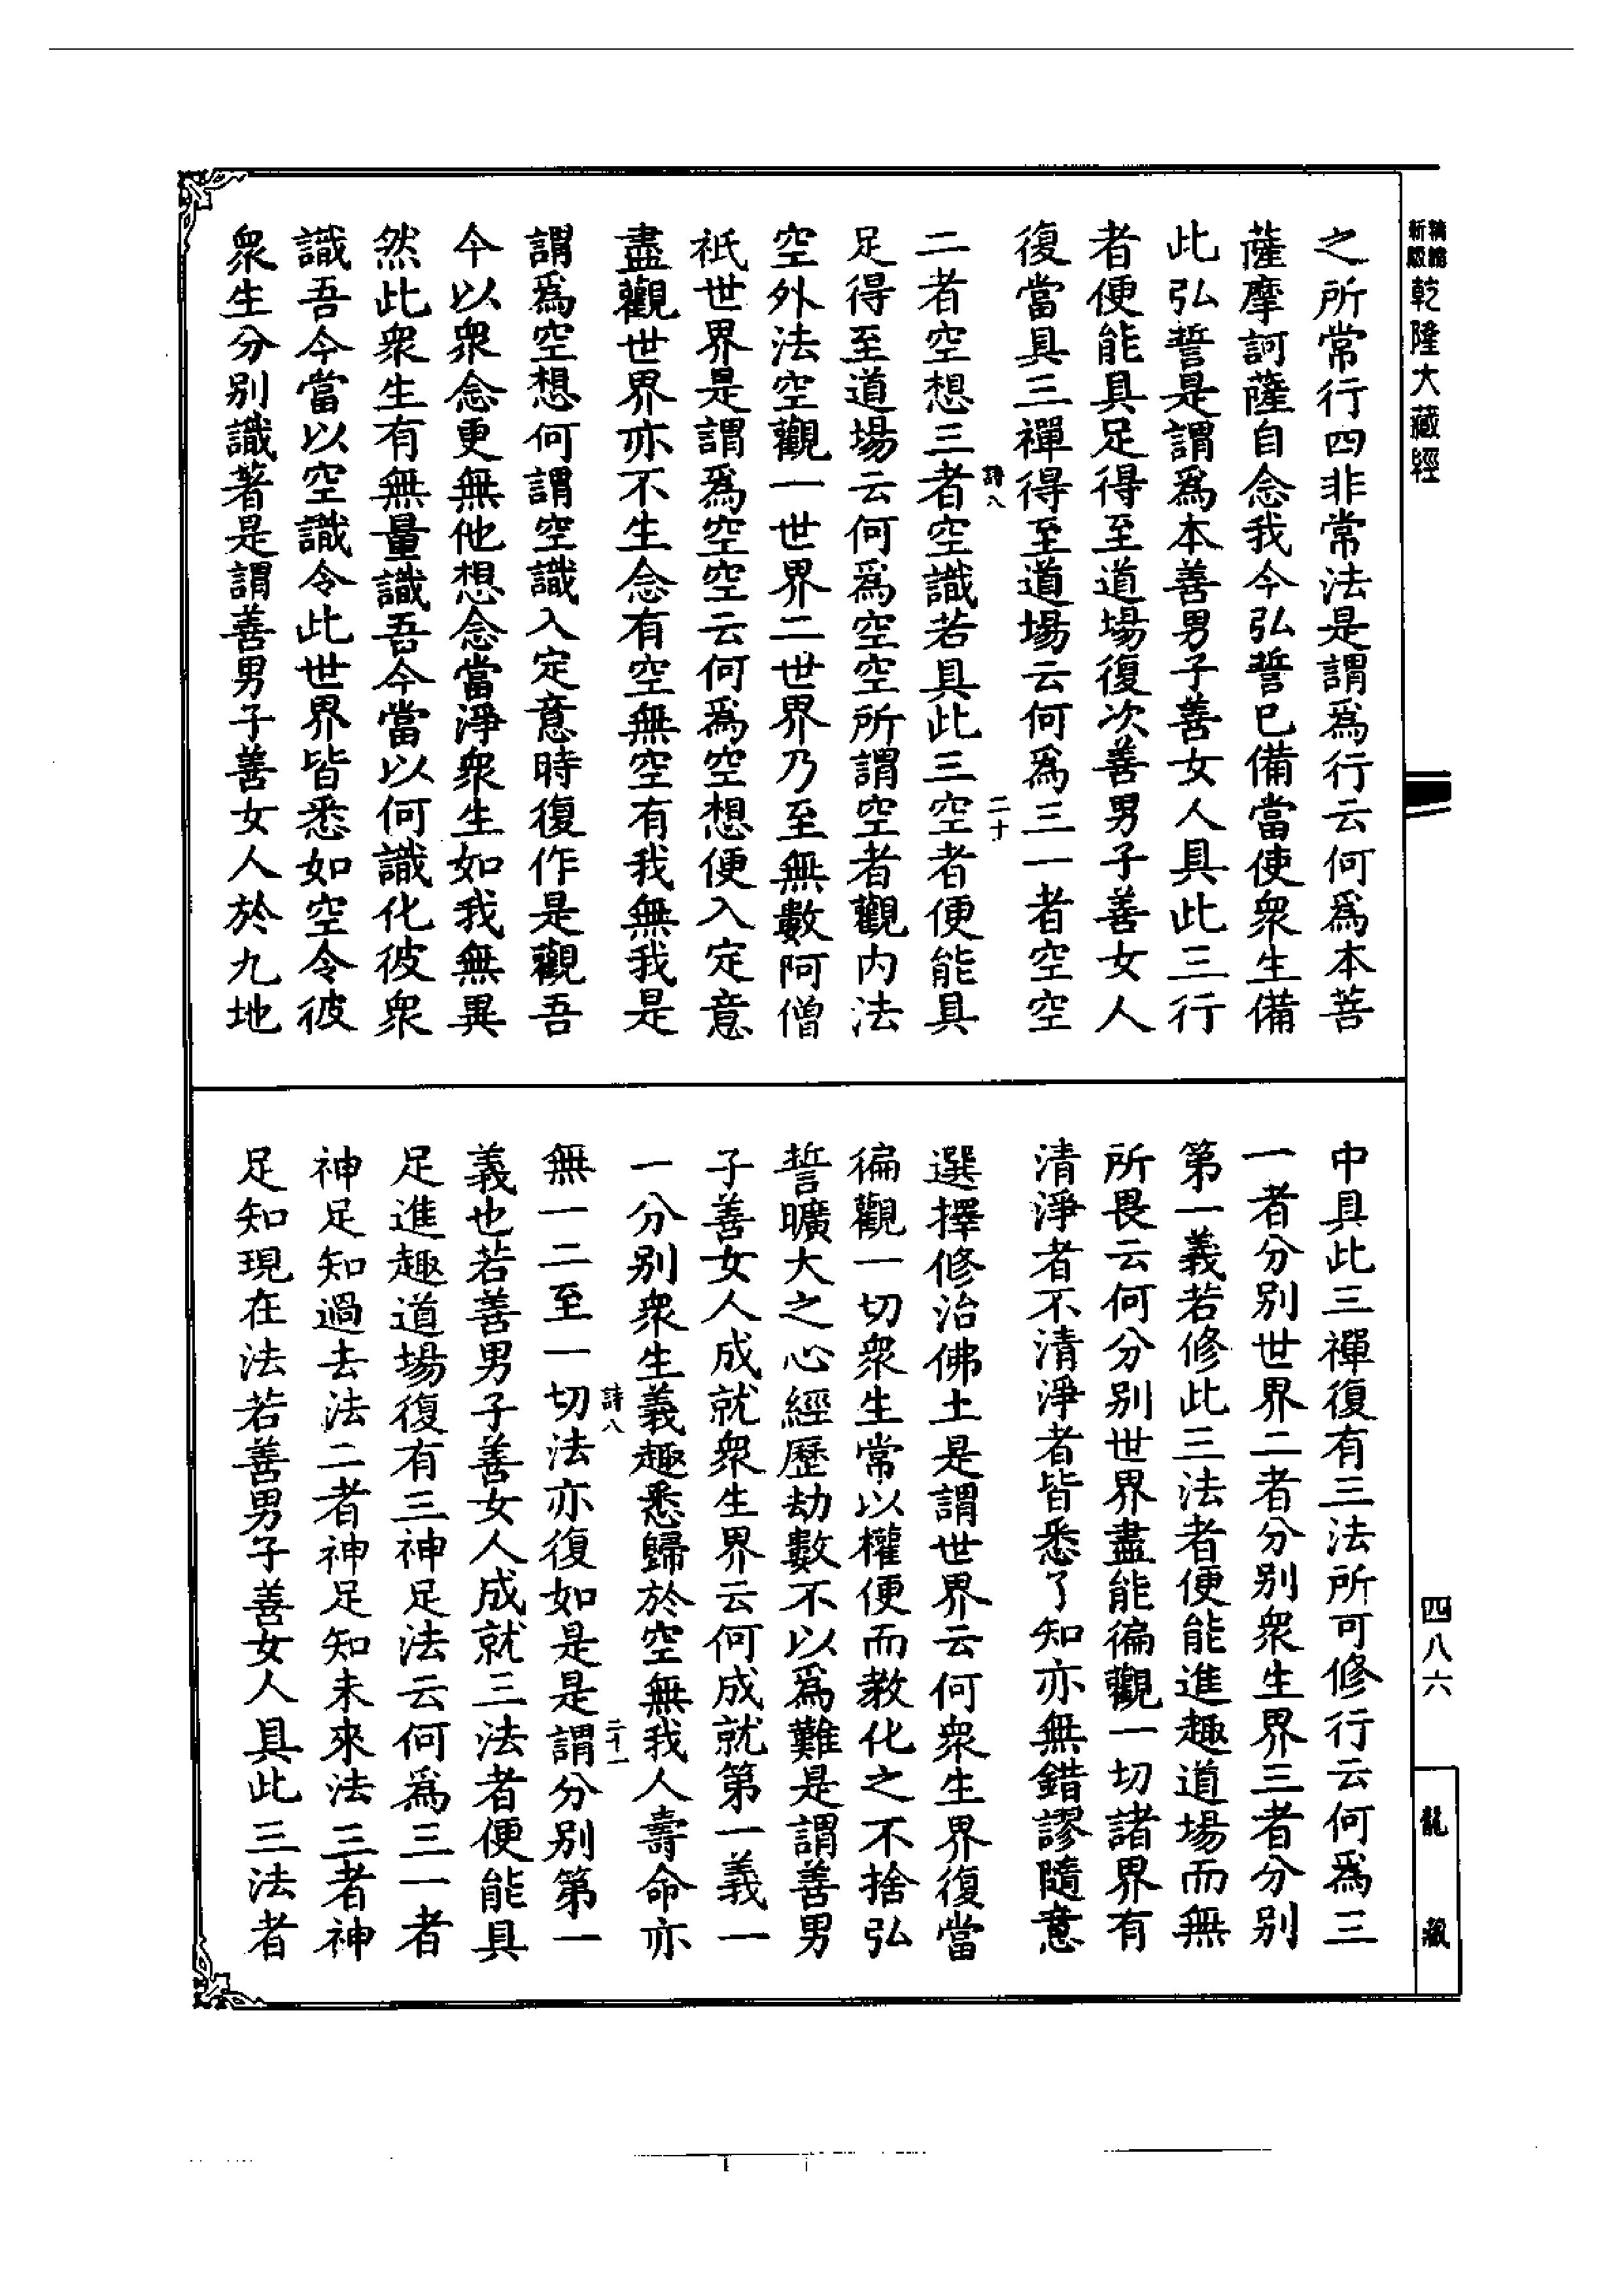 新版 精緻 乾隆大藏經
之所常行四非常法是謂爲行云何爲本菩
薩摩訶薩自念我今弘誓已備當使衆生備
此弘誓是謂爲本善男子善女人具此三行
者便能具足得至道場復次善男子善女人
復當具三禪得至道場云何爲三一者空空
詩八 二十
二者空想三者空識若具此三空者便能具
足得至道場云何爲空空所謂空者觀内法
空外法空觀一世界二世界乃至無數阿僧
祇世界是謂爲空空云何爲空想便入定意
盡觀世界亦不生念有空無空有我無我是
謂爲空想何謂空識入定意時復作是觀吾
今以衆念更無他想念當淨衆生如我無異
然此衆生有無量識吾今當以何識化彼衆
識吾今當以空識令此世界皆悉如空令彼
衆生分别識著是謂善男子善女人於九地
中具此三禪復有三法所可修行云何爲三
一者分别世界二者分别衆生界三者分别
第一義若修此三法者便能進趣道場而無
所畏云何分别世界盡能徧觀一切諸界有
清淨者不清淨者皆悉了知亦無錯謬隨意
選擇修治佛土是謂世界云何衆生界復當
徧觀一切衆生常以權便而教化之不捨弘
誓曠大之心經歷劫數不以爲難是謂善男
子善女人成就衆生界云何成就第一義一
一分别衆生義趣悉歸於空無我人壽命亦
詩八 二十一
無一二至一切法亦復如是是謂分别第一
義也若善男子善女人成就三法者便能具
足進趣道場復有三神足法云何爲三一者
神足知過去法二者神足知未來法三者神
足知現在法若善男子善女人具此三法者
四八六
龍藏